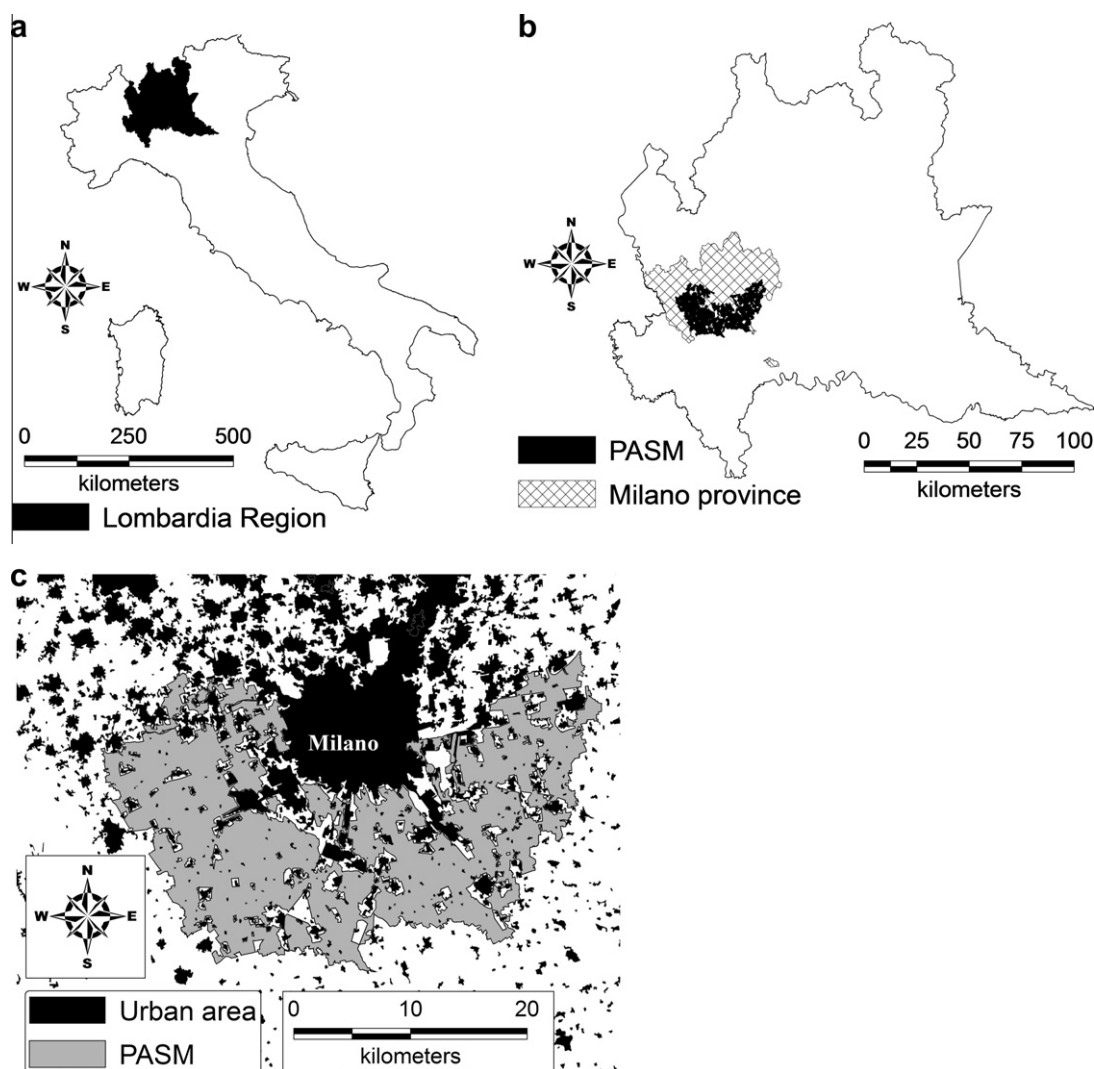 a
N
W E
S
0 250 500
kilometers
Lombardia Region
b
N
W E
S
PASM
Milano province
0 25 50 75 100
kilometers
c
Milano
N
W E
S
Urban area
PASM
0 10 20
kilometers